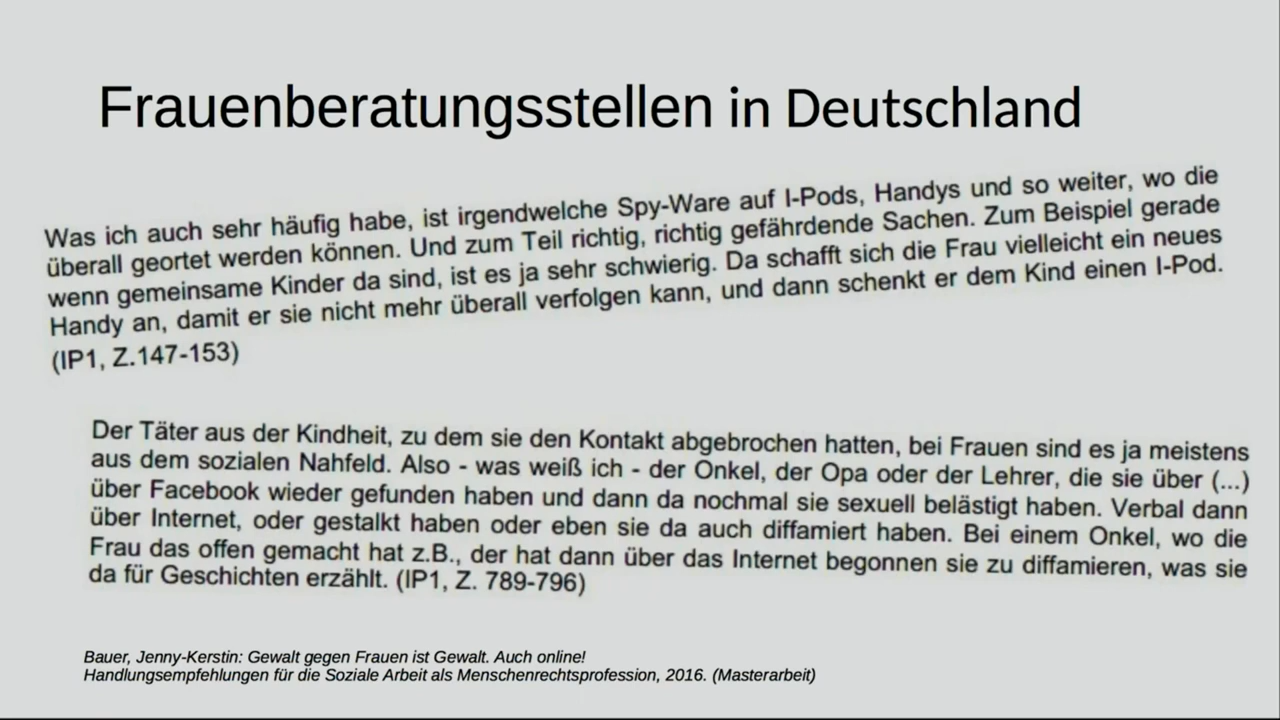 Frauenberatungsstellen in Deutschland
Was ich auch sehr häufig habe, ist irgendwelche Spy-Ware auf I-Pods, Handys und so weiter, wo die
überall geortet werden können. Und zum Teil richtig, richtig gefährdende Sachen. Zum Beispiel gerade
wenn gemeinsame Kinder da sind, ist es ja sehr schwierig. Da schafft sich die Frau vielleicht ein neues
Handy an, damit er sie nicht mehr überall verfolgen kann, und dann schenkt er dem Kind einen I-Pod.
(IP1, Z.147-153)
Der Täter aus der Kindheit, zu dem sie den Kontakt abgebrochen hatten, bei Frauen sind es ja meistens
aus dem sozialen Nahfeld. Also - was weiß ich - der Onkel, der Opa oder der Lehrer, die sie über (...)
über Facebook wieder gefunden haben und dann da nochmal sie sexuell belästigt haben. Verbal dann
über Internet, oder gestalkt haben oder eben sie da auch diffamiert haben. Bei einem Onkel, wo die
Frau das offen gemacht hat z.B., der hat dann über das Internet begonnen sie zu diffamieren, was sie
da für Geschichten erzählt. (IP1, Z. 789-796)
Bauer, Jenny-Kerstin: Gewalt gegen Frauen ist Gewalt. Auch online!
Handlungsempfehlungen für die Soziale Arbeit als Menschenrechtsprofession, 2016. (Masterarbeit)